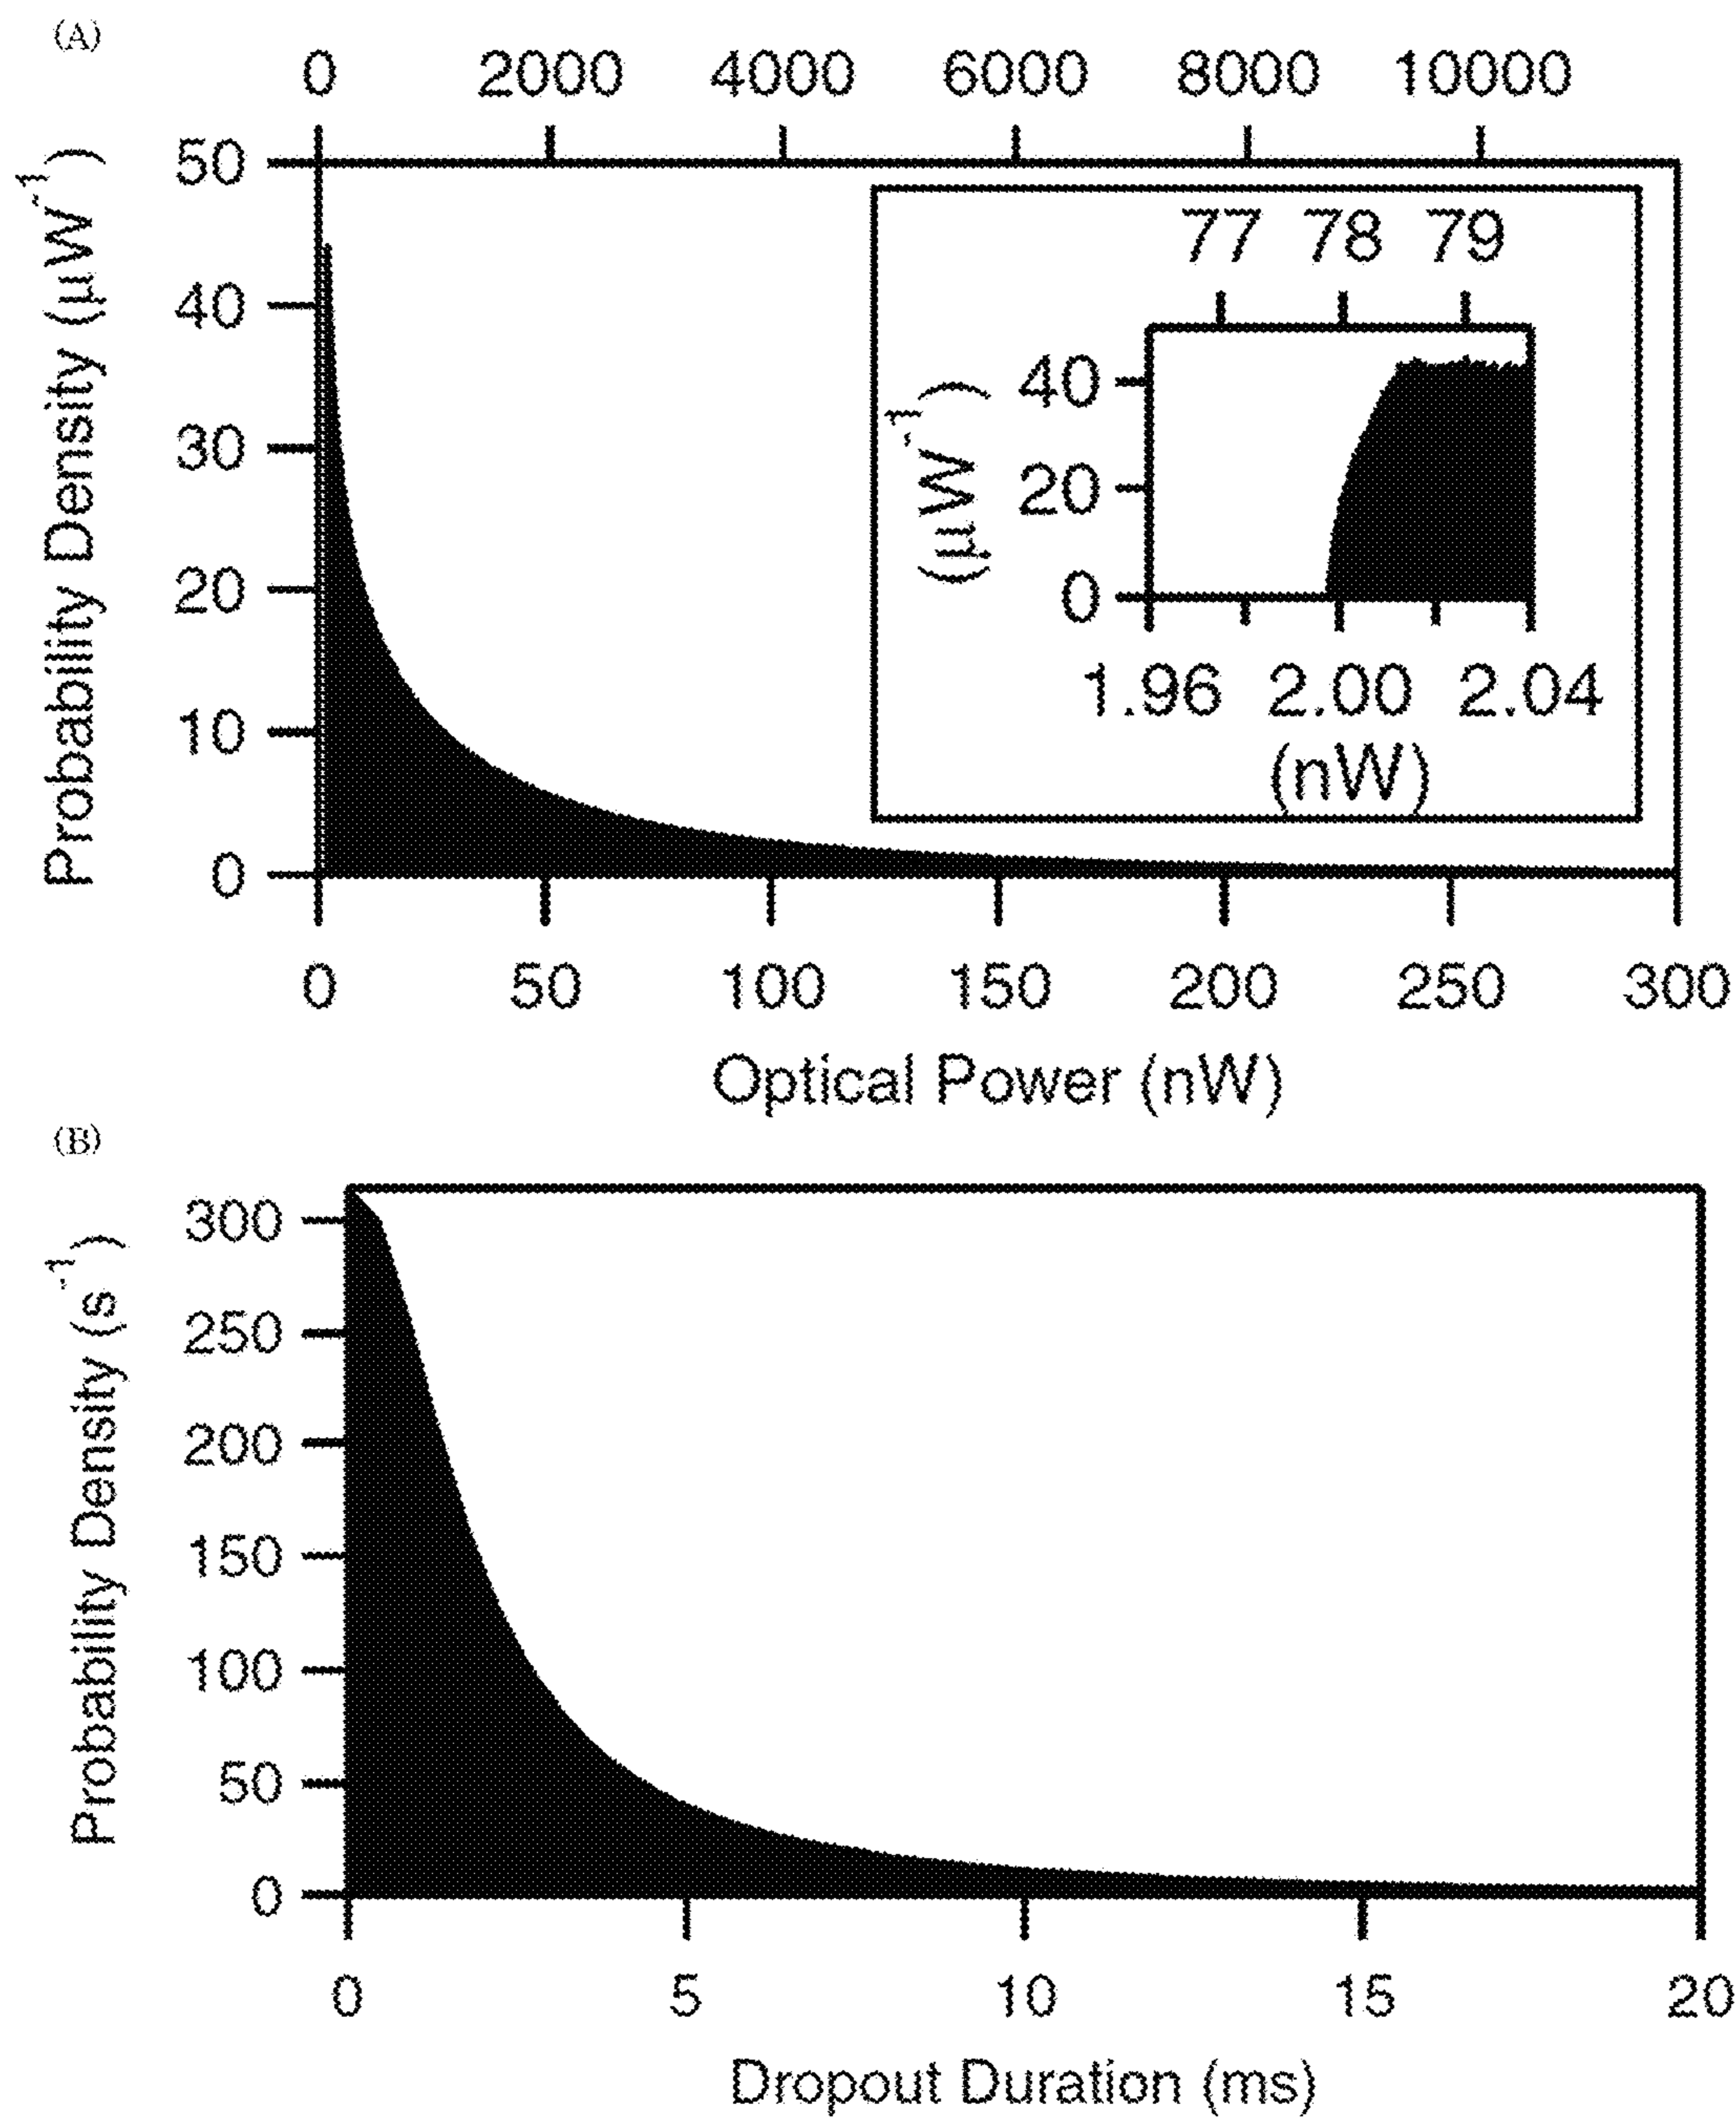 (A)
0 2000 4000 6000 8000 10000
Probability Density (µW⁻¹)
50
40
30
20
10
0
77 78 79
(µW⁻¹)
40
20
0
1.96 2.00 2.04
(nW)
0 50 100 150 200 250 300
Optical Power (nW)
(B)
Probability Density (s⁻¹)
300
250
200
150
100
50
0
0 5 10 15 20
Dropout Duration (ms)